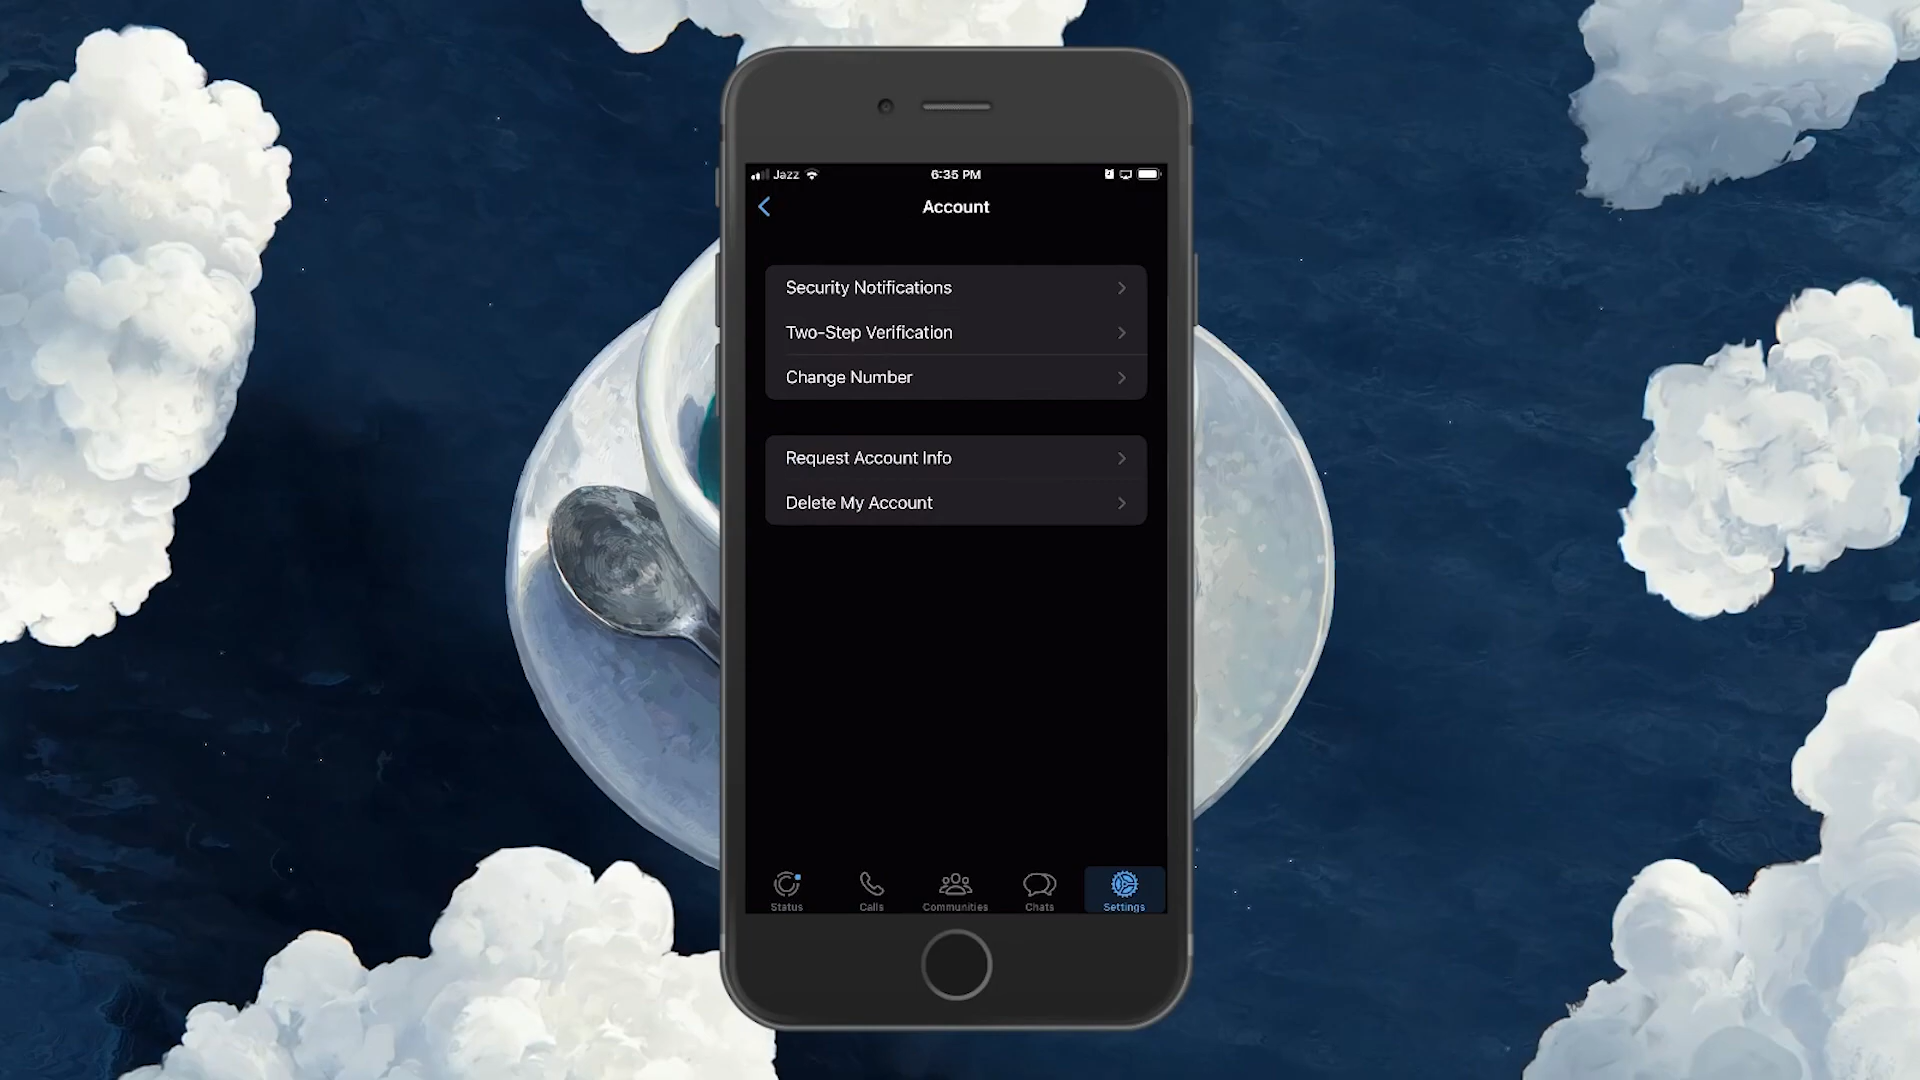 Jazz 6:35 PM
Account
Security Notifications
Two-Step Verification
Change Number
Request Account Info
Delete My Account
Status Calls Communities Chats Settings